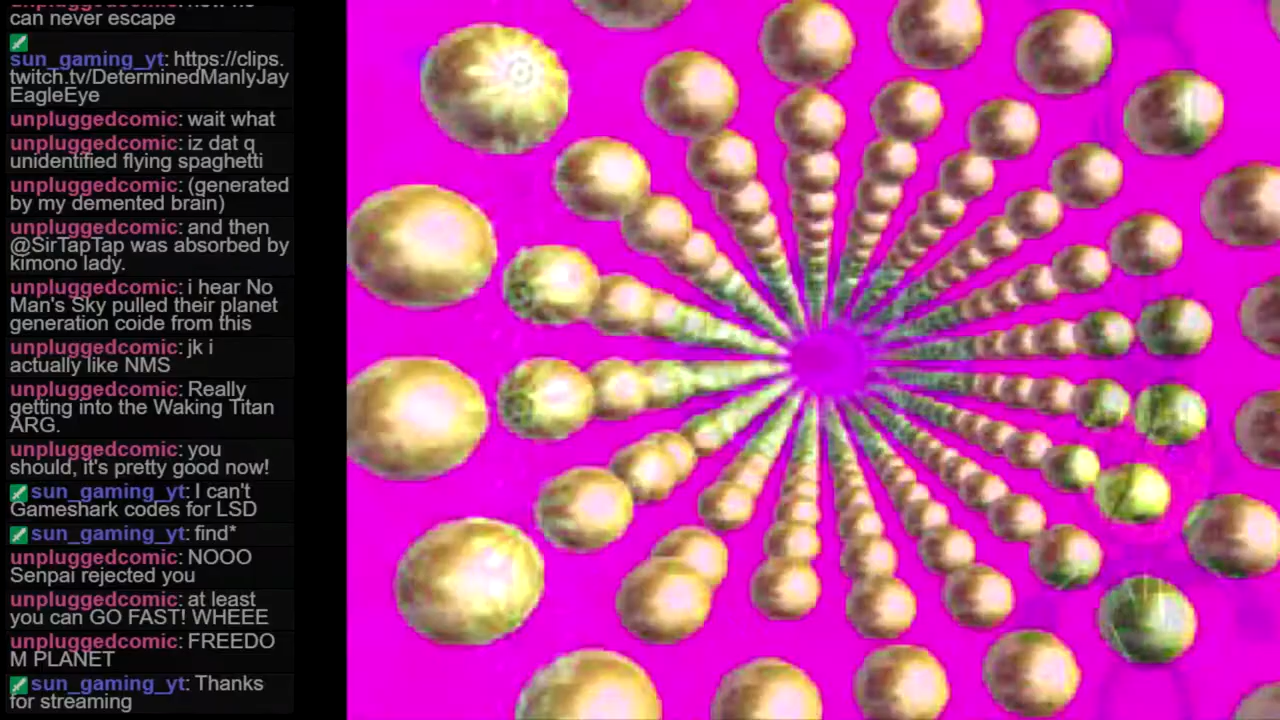 can never escape
sun_gaming_yt: https://clips.
twitch.tv/DeterminedManlyJay
EagleEye
unpluggedcomic: wait what
unpluggedcomic: iz dat q
unidentified flying spaghetti
unpluggedcomic: (generated
by my demented brain)
unpluggedcomic: and then
@SirTapTap was absorbed by
kimono lady.
unpluggedcomic: i hear No
Man's Sky pulled their planet
generation coide from this
unpluggedcomic: jk i
actually like NMS
unpluggedcomic: Really
getting into the Waking Titan
ARG.
unpluggedcomic: you
should, it's pretty good now!
sun_gaming_yt: I can't
Gameshark codes for LSD
sun_gaming_yt: find*
unpluggedcomic: NOOO
Senpai rejected you
unpluggedcomic: at least
you can GO FAST! WHEEE
unpluggedcomic: FREEDO
M PLANET
sun_gaming_yt: Thanks
for streaming